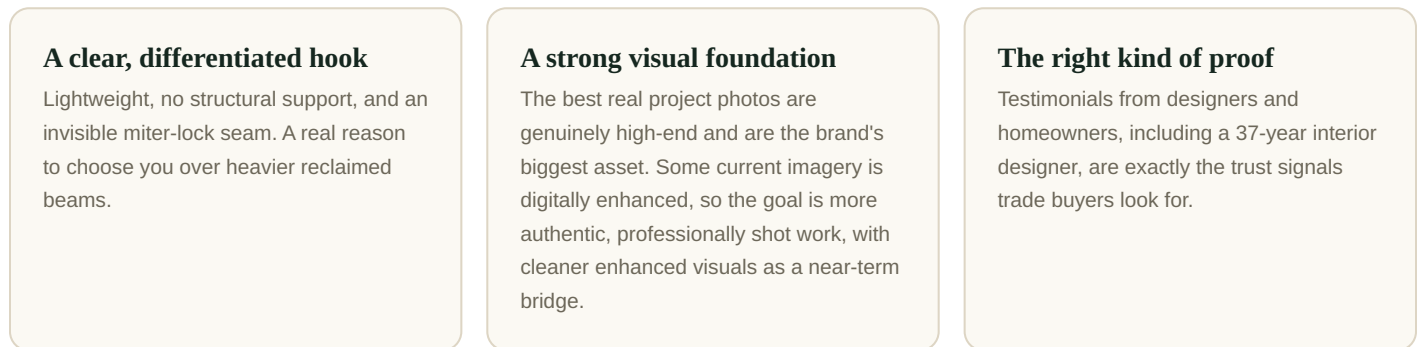 A clear, differentiated hook
Lightweight, no structural support, and an
invisible miter-lock seam. A real reason
to choose you over heavier reclaimed
beams.
A strong visual foundation
The best real project photos are
genuinely high-end and are the brand's
biggest asset. Some current imagery is
digitally enhanced, so the goal is more
authentic, professionally shot work, with
cleaner enhanced visuals as a near-term
bridge.
The right kind of proof
Testimonials from designers and
homeowners, including a 37-year interior
designer, are exactly the trust signals
trade buyers look for.